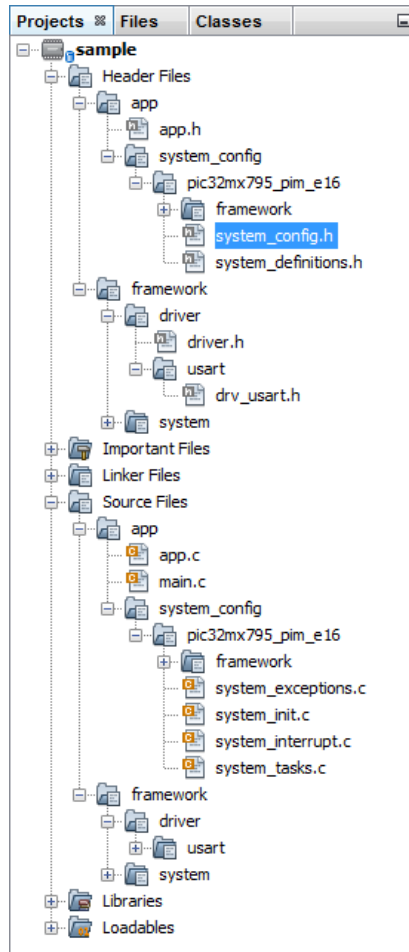 Projects Files Classes
sample
Header Files
app
app.h
system_config
pic32mx795_pim_e16
framework
system_config.h
system_definitions.h
framework
driver
driver.h
usart
drv_usart.h
system
Important Files
Linker Files
Source Files
app
app.c
main.c
system_config
pic32mx795_pim_e16
framework
system_exceptions.c
system_init.c
system_interrupt.c
system_tasks.c
framework
driver
usart
system
Libraries
Loadables